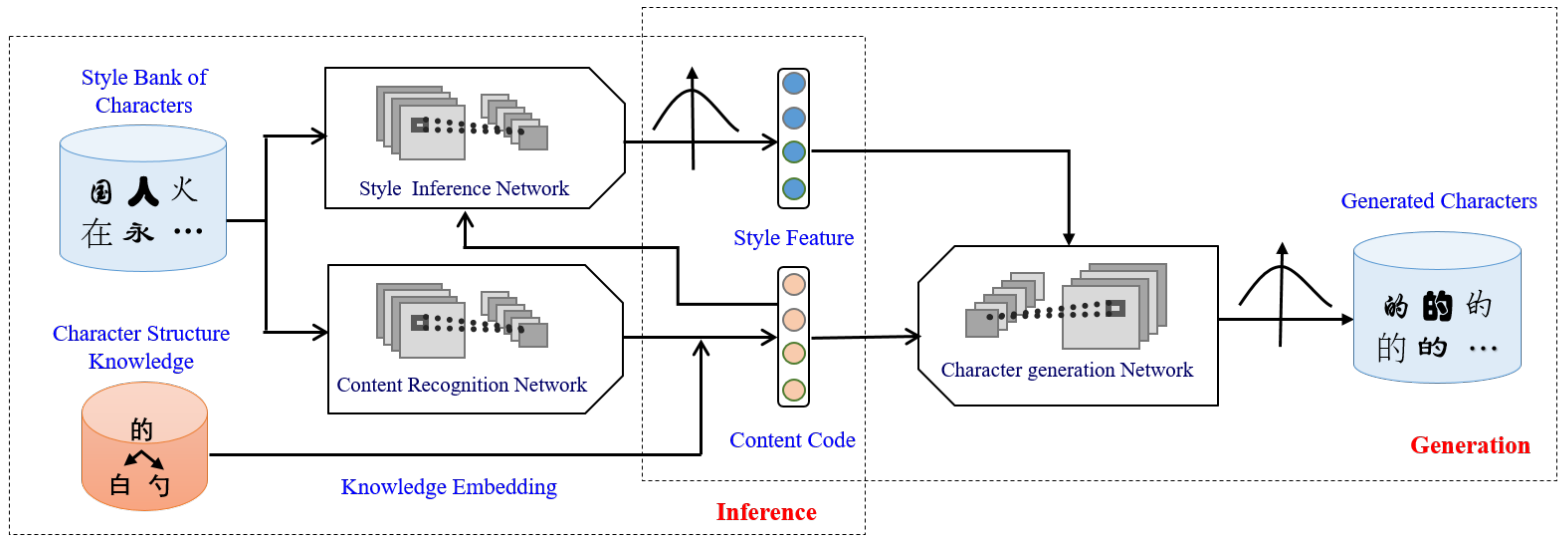 Style Bank of
Characters
国 人 火
在 永 ...
Character Structure
Knowledge
的
白 勺
Style Inference Network
Content Recognition Network
Knowledge Embedding
Style Feature
Content Code
Inference
Character generation Network
Generated Characters
的 的 的
的 的 ...
Generation